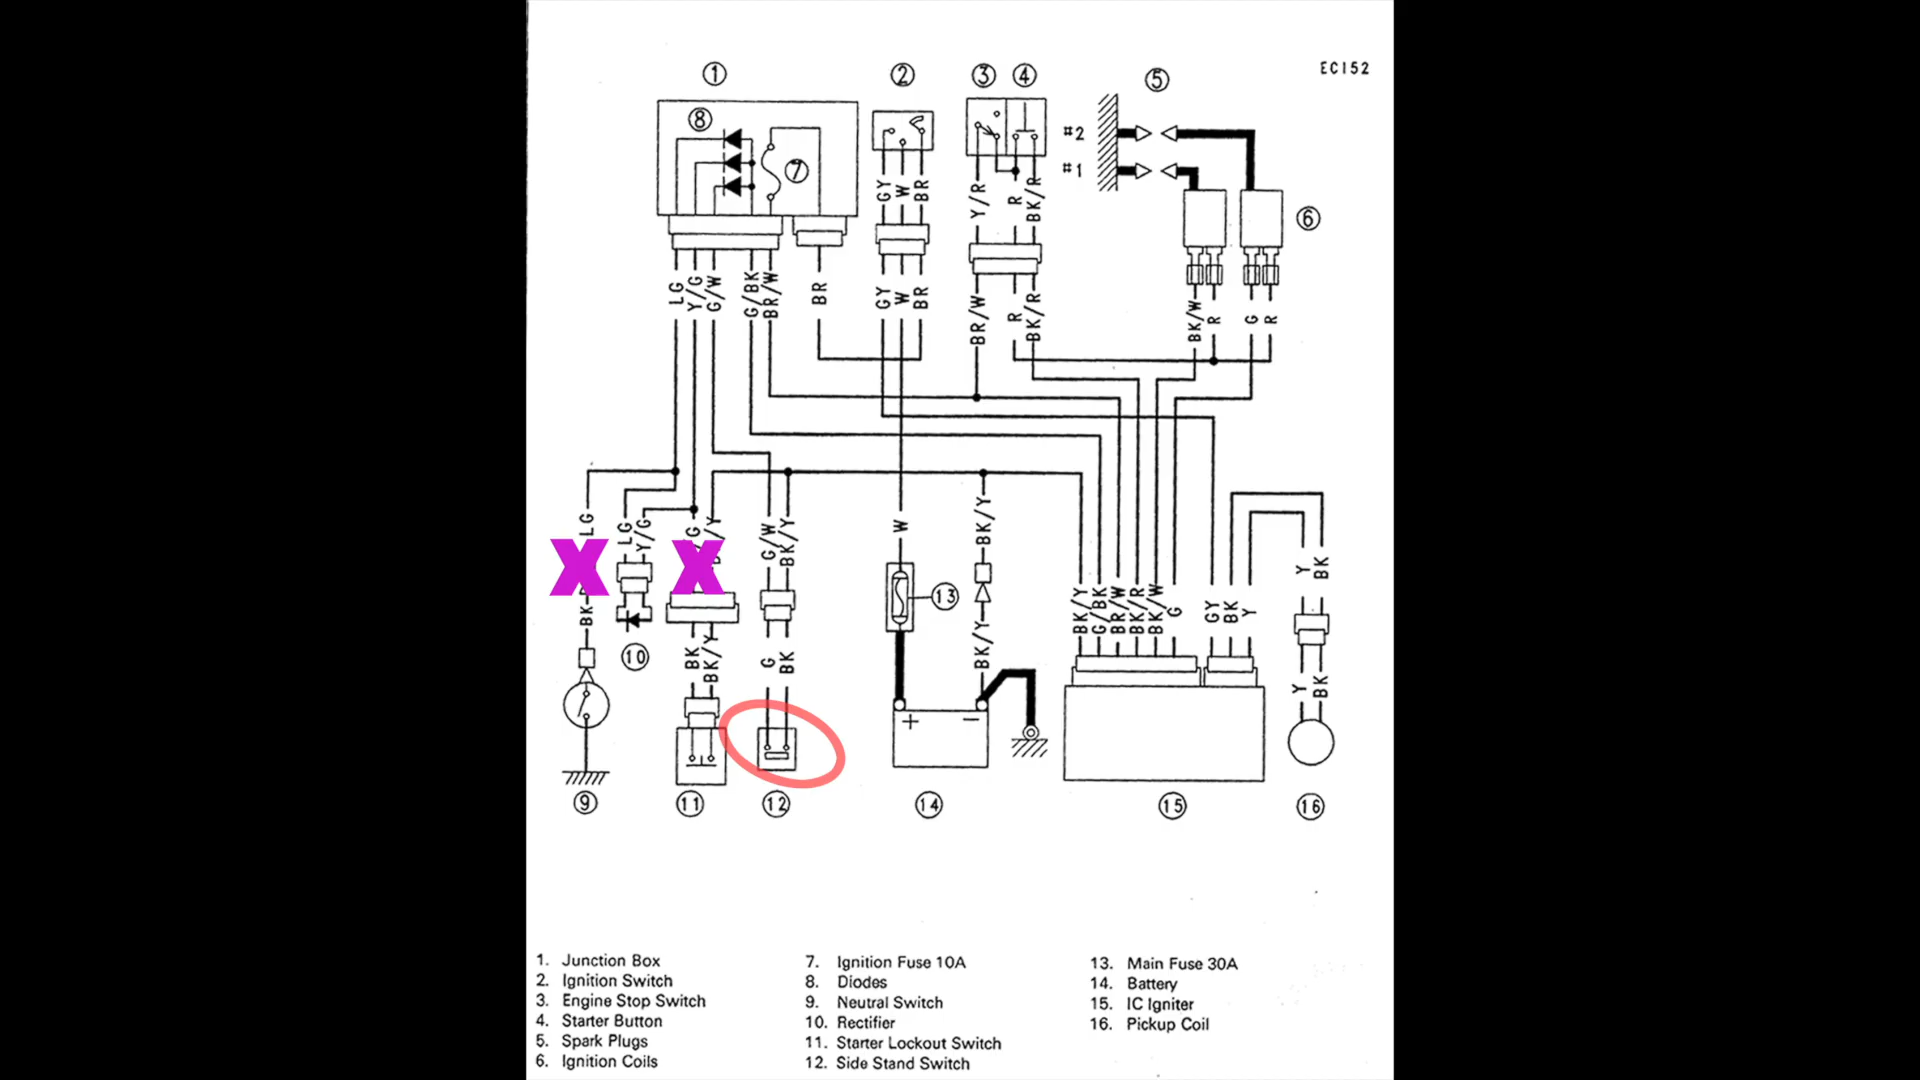 EC152
1 2 3 4 5
8
7
#2
#1
6
GY W BR
Y/R R BK/R
LG Y/G G/W G/BK BR/W BR
GY W BR
BR/W R BK/R
BK/W R G R
LG LG Y/G G G/W BK/Y
W BK/Y
X X
13
Y BK
BK
10
BK BK/Y G BK
BK/Y
BK/Y G/BK BR/W BK/R BK/W G GY BK Y
Y BK
+ −
9 11 12 14 15 16
1. Junction Box
2. Ignition Switch
3. Engine Stop Switch
4. Starter Button
5. Spark Plugs
6. Ignition Coils
7. Ignition Fuse 10A
8. Diodes
9. Neutral Switch
10. Rectifier
11. Starter Lockout Switch
12. Side Stand Switch
13. Main Fuse 30A
14. Battery
15. IC Igniter
16. Pickup Coil